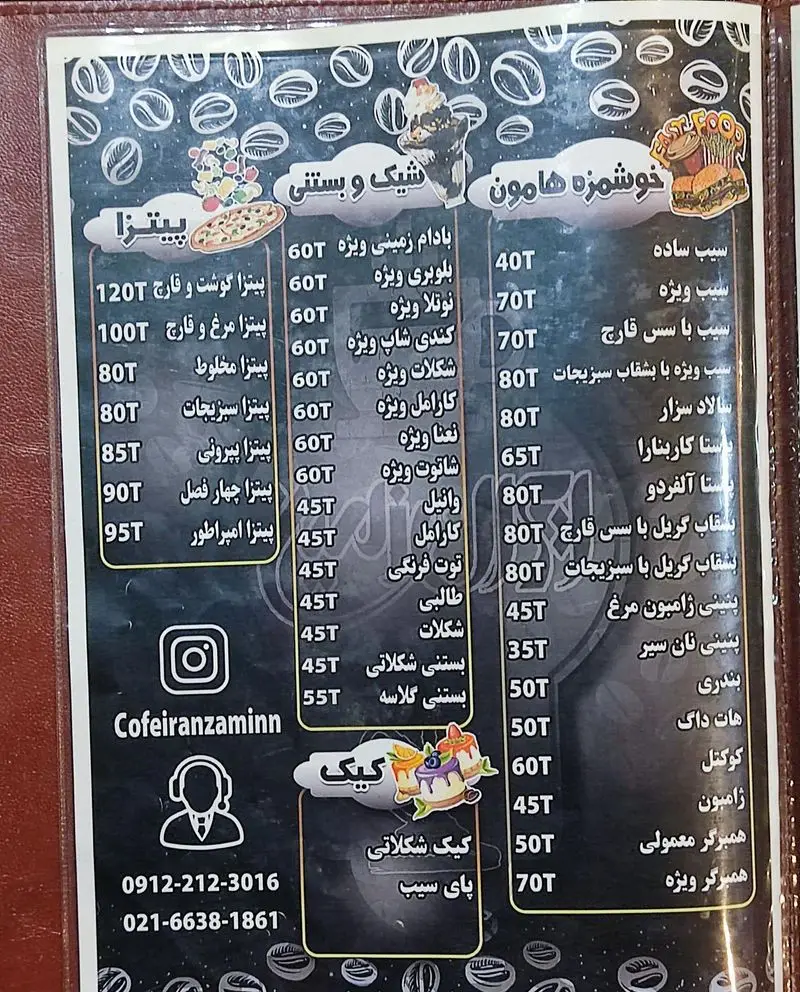 FAST FOOD
خوشمزه هامون
سیب ساده 40T
سیب ویژه 70T
سیب با سس قارچ 70T
سیب ویژه با بشقاب سبزیجات 80T
سالاد سزار 80T
پاستا کاربنارا 65T
پاستا آلفردو 80T
بشقاب گریل با سس قارچ 80T
بشقاب گریل با سبزیجات 80T
پنینی ژامبون مرغ 45T
پنینی نان سیر 35T
بندری 50T
هات داگ 50T
کوکتل 60T
ژامبون 45T
همبرگر معمولی 50T
همبرگر ویژه 70T
شیک و بستنی
بادام زمینی ویژه 60T
بلوبری ویژه 60T
نوتلا ویژه 60T
کندی شاپ ویژه 60T
شکلات ویژه 60T
کارامل ویژه 60T
نعنا ویژه 60T
شاتوت ویژه 60T
وانیل 45T
کارامل 45T
توت فرنگی 45T
طالبی 45T
شکلات 45T
بستنی شکلاتی 45T
بستنی گلاسه 55T
کیک
کیک شکلاتی
پای سیب
پیتزا
پیتزا گوشت و قارچ 120T
پیتزا مرغ و قارچ 100T
پیتزا مخلوط 80T
پیتزا سبزیجات 80T
پیتزا پپرونی 85T
پیتزا چهار فصل 90T
پیتزا امپراطور 95T
Cofeiranzaminn
0912-212-3016
021-6638-1861